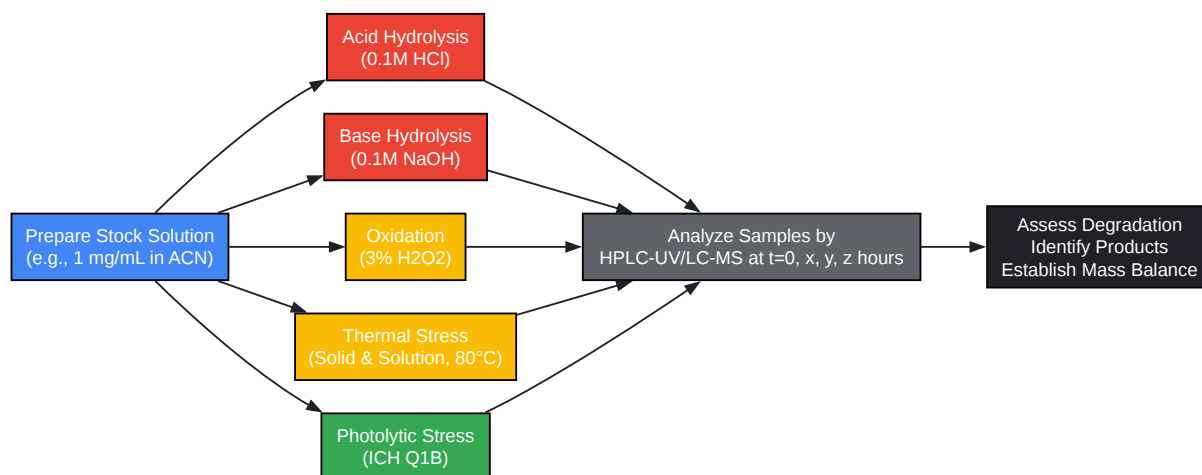 Acid Hydrolysis
(0.1M HCl)
Base Hydrolysis
(0.1M NaOH)
Prepare Stock Solution
(e.g., 1 mg/mL in ACN)
Oxidation
(3% H2O2)
Analyze Samples by
HPLC-UV/LC-MS at t=0, x, y, z hours
Assess Degradation
Identify Products
Establish Mass Balance
Thermal Stress
(Solid & Solution, 80°C)
Photolytic Stress
(ICH Q1B)